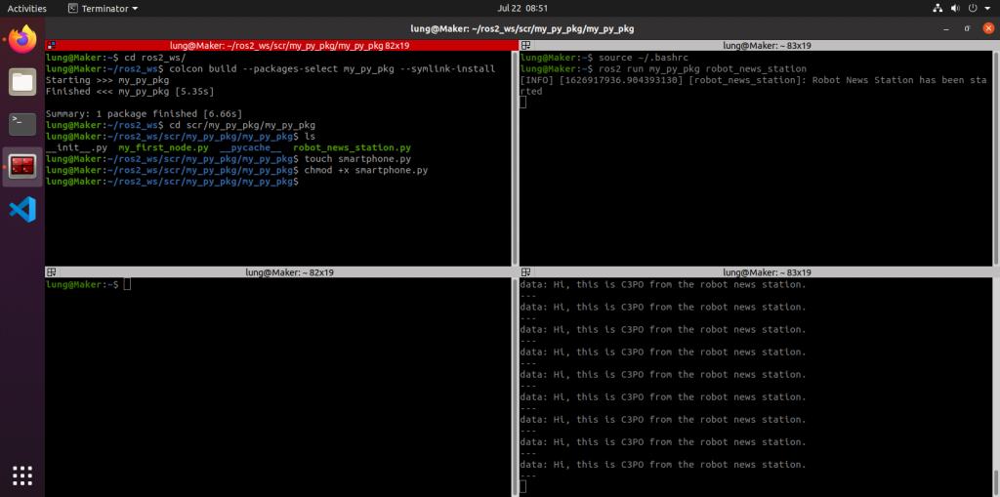 Activities
Terminator
Jul 22 08:51
lung@Maker: ~/ros2_ws/scr/my_py_pkg/my_py_pkg
lung@Maker: ~/ros2_ws/scr/my_py_pkg/my_py_pkg 82x19
lung@Maker:~$ cd ros2_ws/
lung@Maker:~/ros2_ws$ colcon build --packages-select my_py_pkg --symlink-install
Starting >>> my_py_pkg
Finished <<< my_py_pkg [5.35s]
Summary: 1 package finished [6.66s]
lung@Maker:~/ros2_ws$ cd scr/my_py_pkg/my_py_pkg
lung@Maker:~/ros2_ws/scr/my_py_pkg/my_py_pkg$ ls
__init__.py my_first_node.py __pycache__ robot_news_station.py
lung@Maker:~/ros2_ws/scr/my_py_pkg/my_py_pkg$ touch smartphone.py
lung@Maker:~/ros2_ws/scr/my_py_pkg/my_py_pkg$ chmod +x smartphone.py
lung@Maker:~/ros2_ws/scr/my_py_pkg/my_py_pkg$
lung@Maker: ~ 83x19
lung@Maker:~$ source ~/.bashrc
lung@Maker:~$ ros2 run my_py_pkg robot_news_station
[INFO] [1626917936.904393130] [robot_news_station]: Robot News Station has been sta
rted
lung@Maker: ~ 82x19
lung@Maker:~$
lung@Maker: ~ 83x19
data: Hi, this is C3PO from the robot news station.
---
data: Hi, this is C3PO from the robot news station.
---
data: Hi, this is C3PO from the robot news station.
---
data: Hi, this is C3PO from the robot news station.
---
data: Hi, this is C3PO from the robot news station.
---
data: Hi, this is C3PO from the robot news station.
---
data: Hi, this is C3PO from the robot news station.
---
data: Hi, this is C3PO from the robot news station.
---
data: Hi, this is C3PO from the robot news station.
---